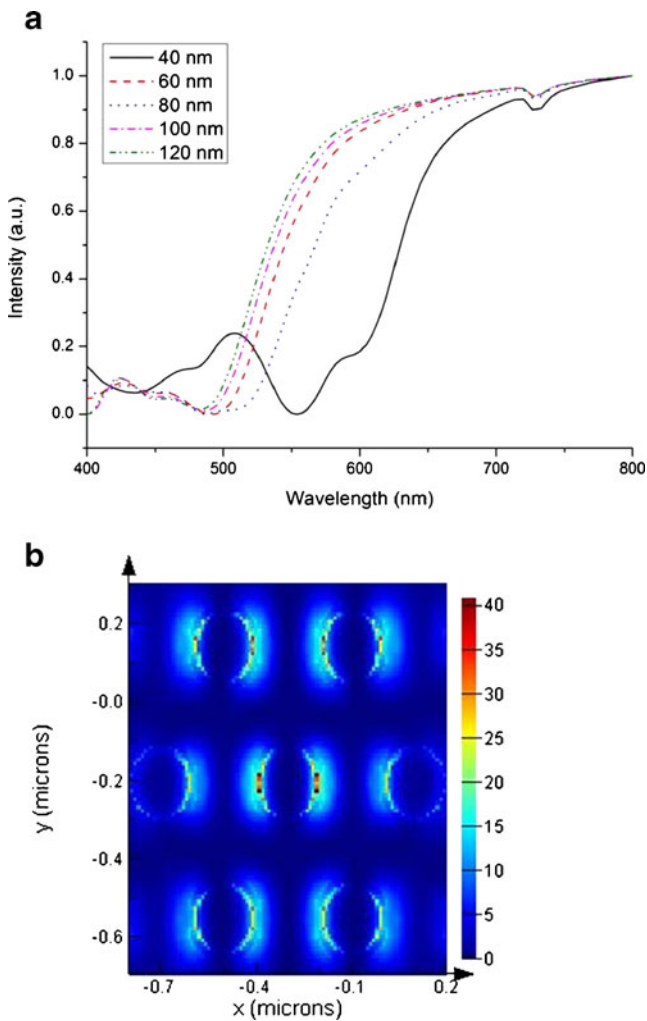 a
40 nm
60 nm
80 nm
100 nm
120 nm
1.0
0.8
0.6
0.4
0.2
0.0
Intensity (a.u.)
400
500
600
700
800
Wavelength (nm)
b
0.2
-0.0
-0.2
-0.4
-0.6
y (microns)
-0.7
-0.4
-0.1
0.2
x (microns)
40
35
30
25
20
15
10
5
0